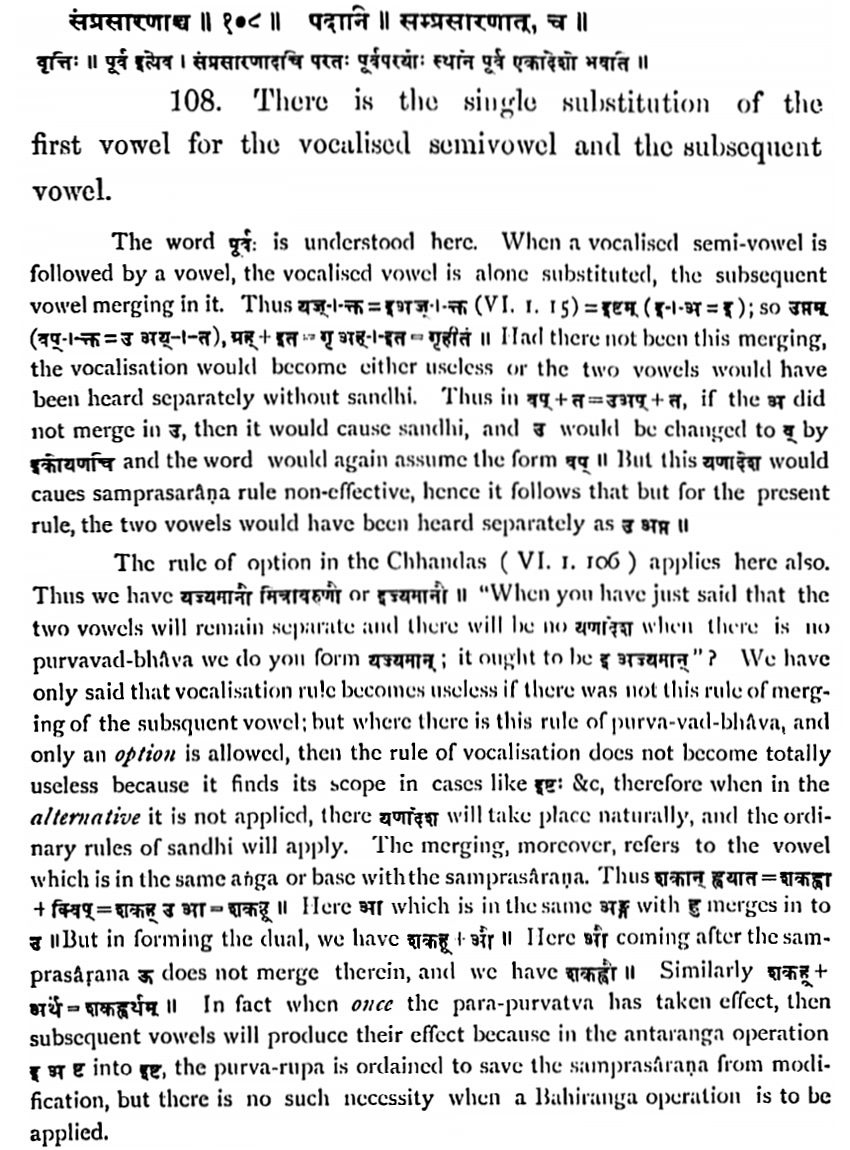 संप्रसारणाच्च ॥ १०८ ॥ पदानि ॥ सम्प्रसारणात्, च ॥
वृत्तिः ॥ पूर्व इत्येव । संप्रसारणादचि परतः पूर्वपरयोः स्थाने पूर्व एकादेशो भवति ॥
108. There is the single substitution of the
first vowel for the vocalised semivowel and the subsequent
vowel.
The word पूर्वः is understood here. When a vocalised semi-vowel is
followed by a vowel, the vocalised vowel is alone substituted, the subsequent
vowel merging in it. Thus यज्+क्त=इअज्+क्त (VI. 1. 15)=इष्टम् (इ+अ=इ); so उप्तम्
(वप्+क्त=उ अय्+त), ग्रह्+इत=गृ अह्+इत=गृहीतं ॥ Had there not been this merging,
the vocalisation would become either useless or the two vowels would have
been heard separately without sandhi. Thus in वप्+त=उअप्+त, if the अ did
not merge in उ, then it would cause sandhi, and उ would be changed to व् by
इकोयणचि and the word would again assume the form वप् ॥ But this यणादेश would
caues samprasarâṇa rule non-effective, hence it follows that but for the present
rule, the two vowels would have been heard separately as उ अप्त ॥
The rule of option in the Chhandas ( VI. 1. 106 ) applies here also.
Thus we have यज्यमानौ मित्रावरुणौ or इज्यमानौ ॥ "When you have just said that the
two vowels will remain separate and there will be no यणादेश when there is no
purvavad-bhâva we do you form यज्यमान्; it ought to be इ अज्यमान्"? We have
only said that vocalisation rule becomes useless if there was not this rule of merg-
ing of the subsquent vowel; but where there is this rule of purva-vad-bhâva, and
only an option is allowed, then the rule of vocalisation does not become totally
useless because it finds its scope in cases like इष्टः &c, therefore when in the
alternative it is not applied, there यणादेश will take place naturally, and the ordi-
nary rules of sandhi will apply. The merging, moreover, refers to the vowel
which is in the same aṅga or base with the samprasâraṇa. Thus शकान् ह्वयात=शकह्वा
+ क्विप्=शकह् उ आ=शकहू ॥ Here आ which is in the same अङ्ग with हु merges in to
उ ॥ But in forming the dual, we have शकहू + औ ॥ Here औ coming after the sam-
prasâraṇa ऊ does not merge therein, and we have शकह्वौ ॥ Similarly शकहू+
अर्थं=शकह्वर्थम् ॥ In fact when once the para-purvatva has taken effect, then
subsequent vowels will produce their effect because in the antaranga operation
इ अ ष्ट into इष्ट, the purva-rupa is ordained to save the samprasâraṇa from modi-
fication, but there is no such necessity when a Bahiranga operation is to be
applied.